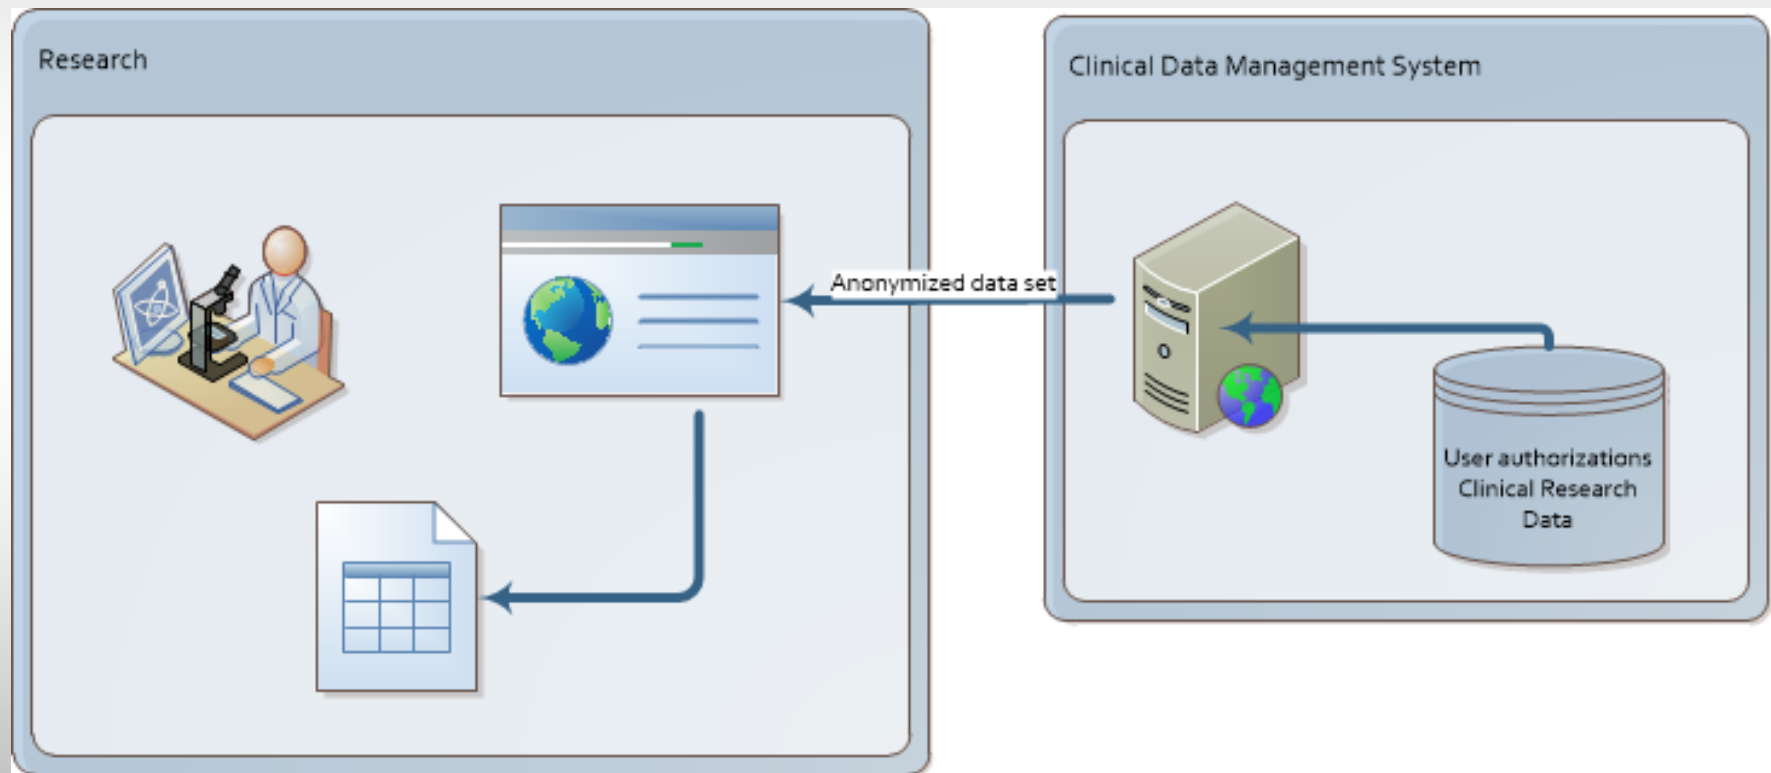 Research
Clinical Data Management System
Anonymized data set
User authorizations
Clinical Research
Data